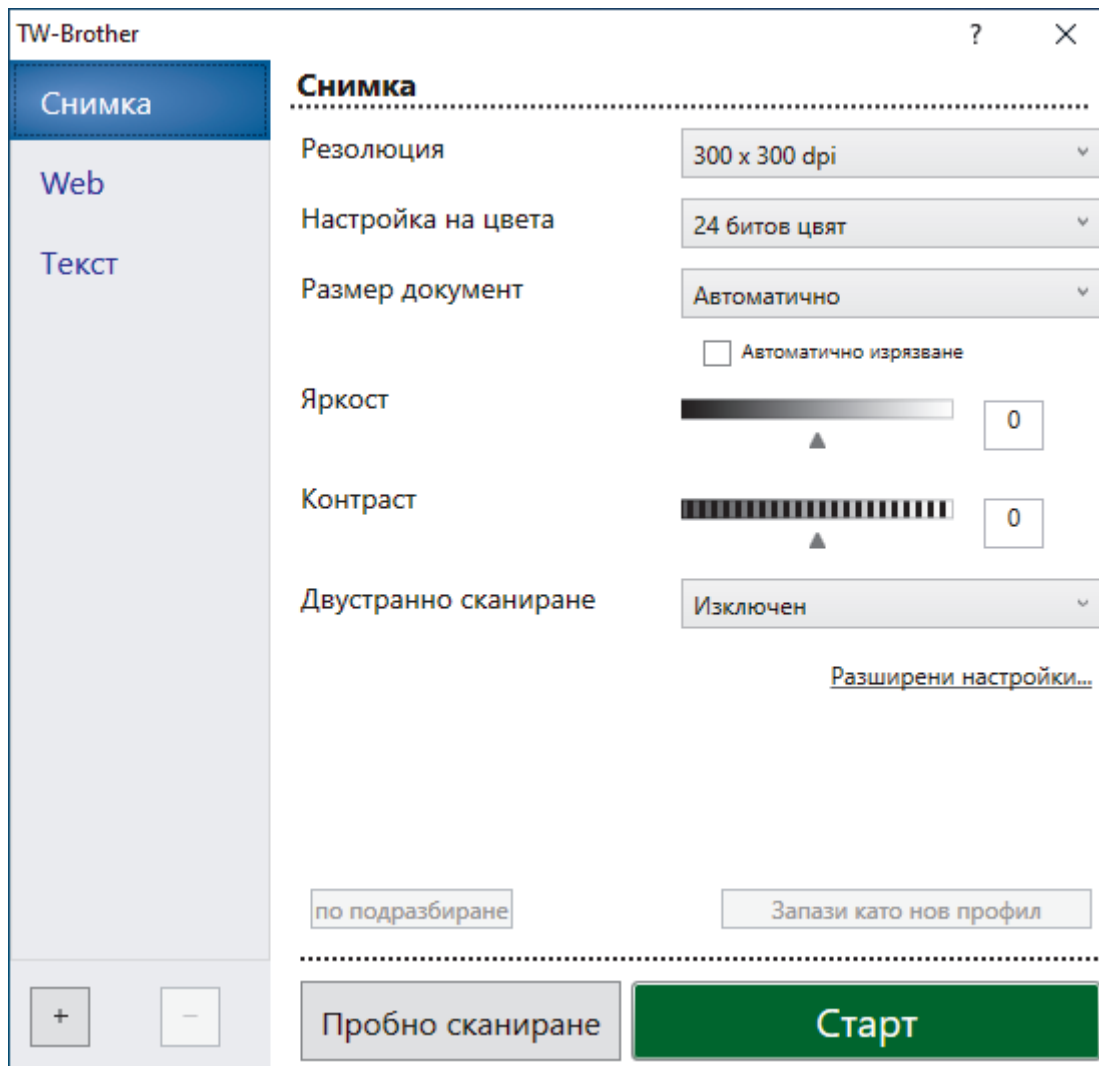 TW-Brother
?
Снимка
Web
Текст
Снимка
Резолюция
300 x 300 dpi
Настройка на цвета
24 битов цвят
Размер документ
Автоматично
Автоматично изрязване
Яркост
0
Контраст
0
Двустранно сканиране
Изключен
Разширени настройки...
по подразбиране
Запази като нов профил
+
−
Пробно сканиране
Старт